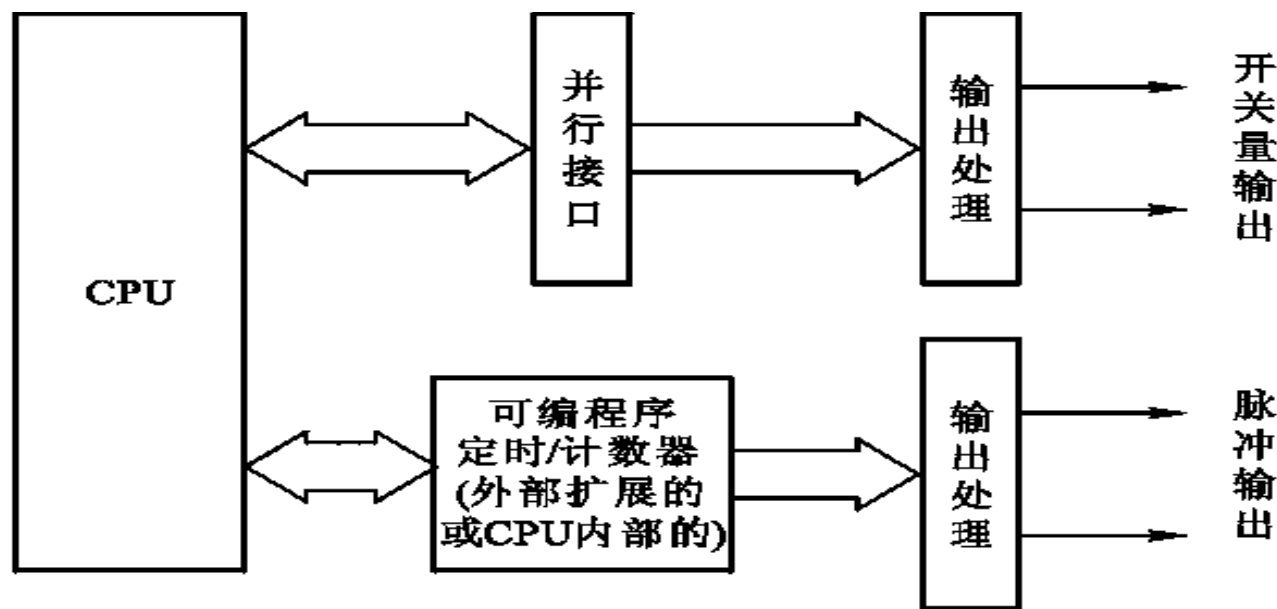 CPU
并行接口
输出处理
开关量输出
可编程序
定时/计数器
(外部扩展的
或CPU内部的)
输出处理
脉冲输出